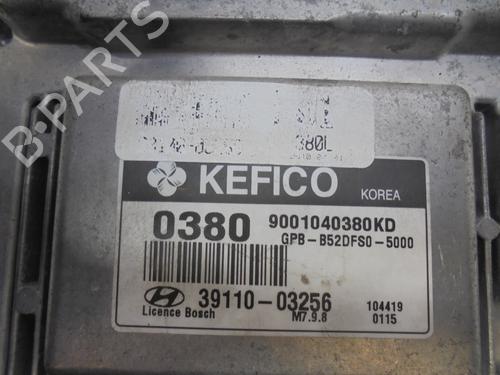 B-PARTS
380L
KEFICO
KOREA
0380
9001040380KD
GPB-B52DFS0-5000
39110-03256
Licence Bosch
M7.9.8
104419
0115